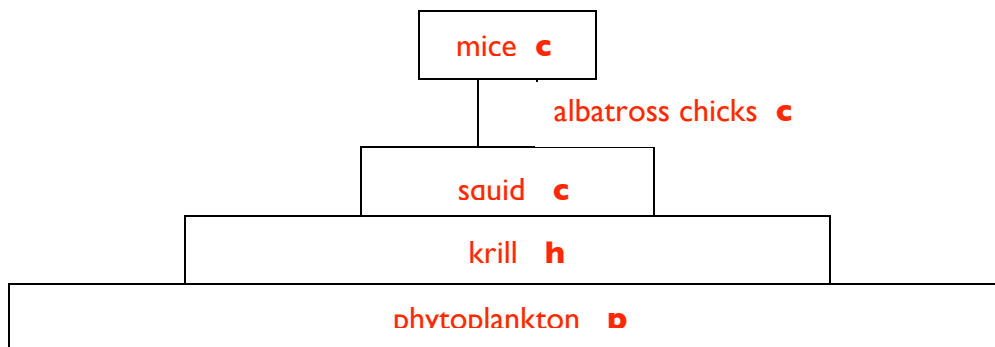 mice c
albatross chicks c
squid c
krill h
phytoplankton p